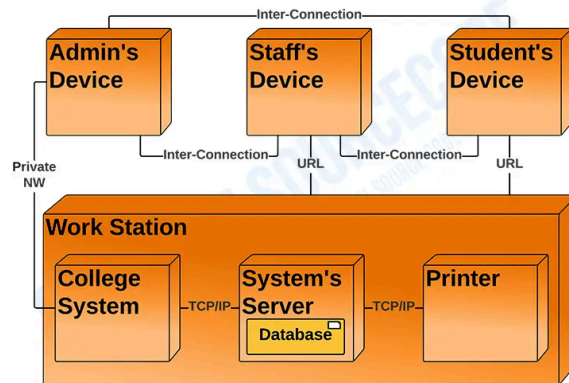 Inter-Connection
Admin's
Device
Staff's
Device
Student's
Device
Inter-Connection
Inter-Connection
URL
URL
Private
NW
Work Station
College
System
TCP/IP
System's
Server
Database
TCP/IP
Printer